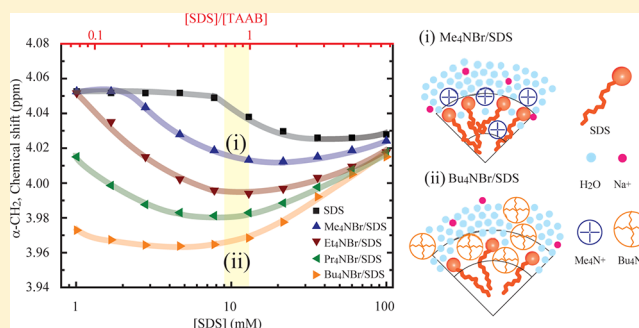 [SDS]/[TAAB]
0.1 1
4.08
4.06
4.04
4.02
4.00
3.98
3.96
3.94
α-CH2, Chemical shift (ppm)
(i)
(ii)
SDS
Me4NBr/SDS
Et4NBr/SDS
Pr4NBr/SDS
Bu4NBr/SDS
1 10 100
[SDS] (mM)
(i) Me4NBr/SDS
SDS
H2O Na+
(ii) Bu4NBr/SDS
Me4N+ Bu4N